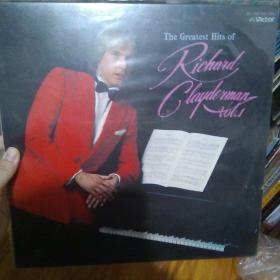 Victor
The Greatest Hits of
Richard
Clayderman
vol.1